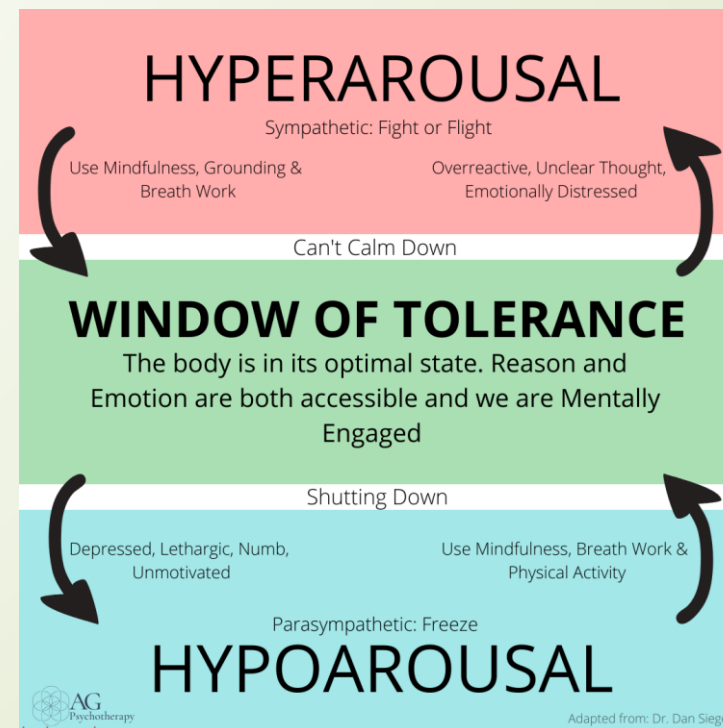 HYPERAROUSAL
Sympathetic: Fight or Flight
Use Mindfulness, Grounding &
Breath Work
Overreactive, Unclear Thought,
Emotionally Distressed
Can't Calm Down
WINDOW OF TOLERANCE
The body is in its optimal state. Reason and
Emotion are both accessible and we are Mentally
Engaged
Shutting Down
Depressed, Lethargic, Numb,
Unmotivated
Use Mindfulness, Breath Work &
Physical Activity
Parasympathetic: Freeze
HYPOAROUSAL
AG
Psychotherapy
Adapted from: Dr. Dan Sieg